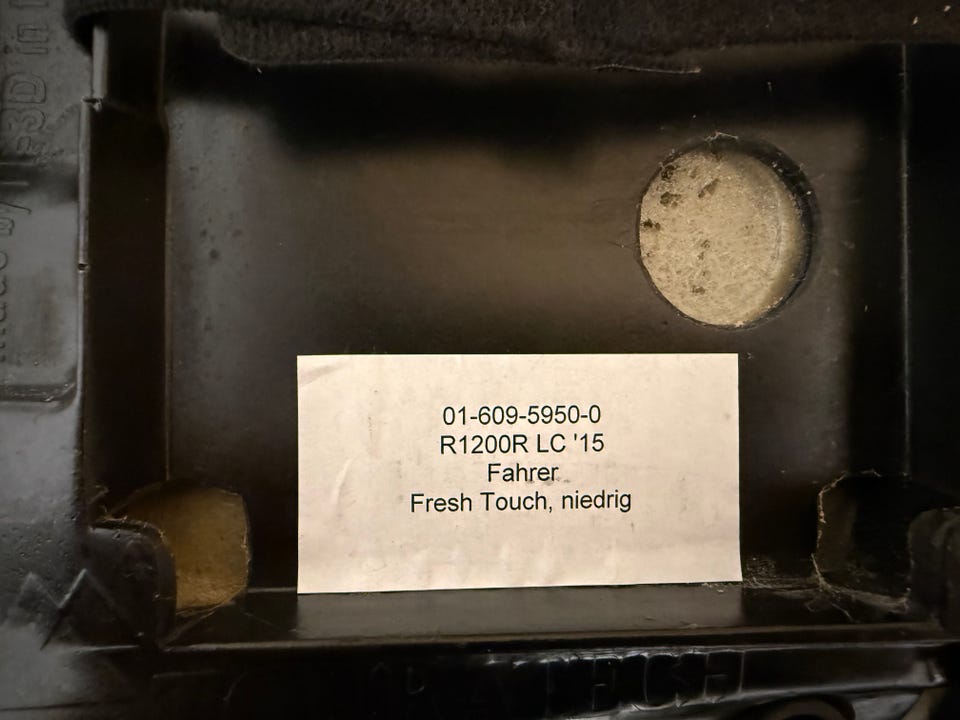 01-609-5950-0
R1200R LC '15
Fahrer
Fresh Touch, niedrig